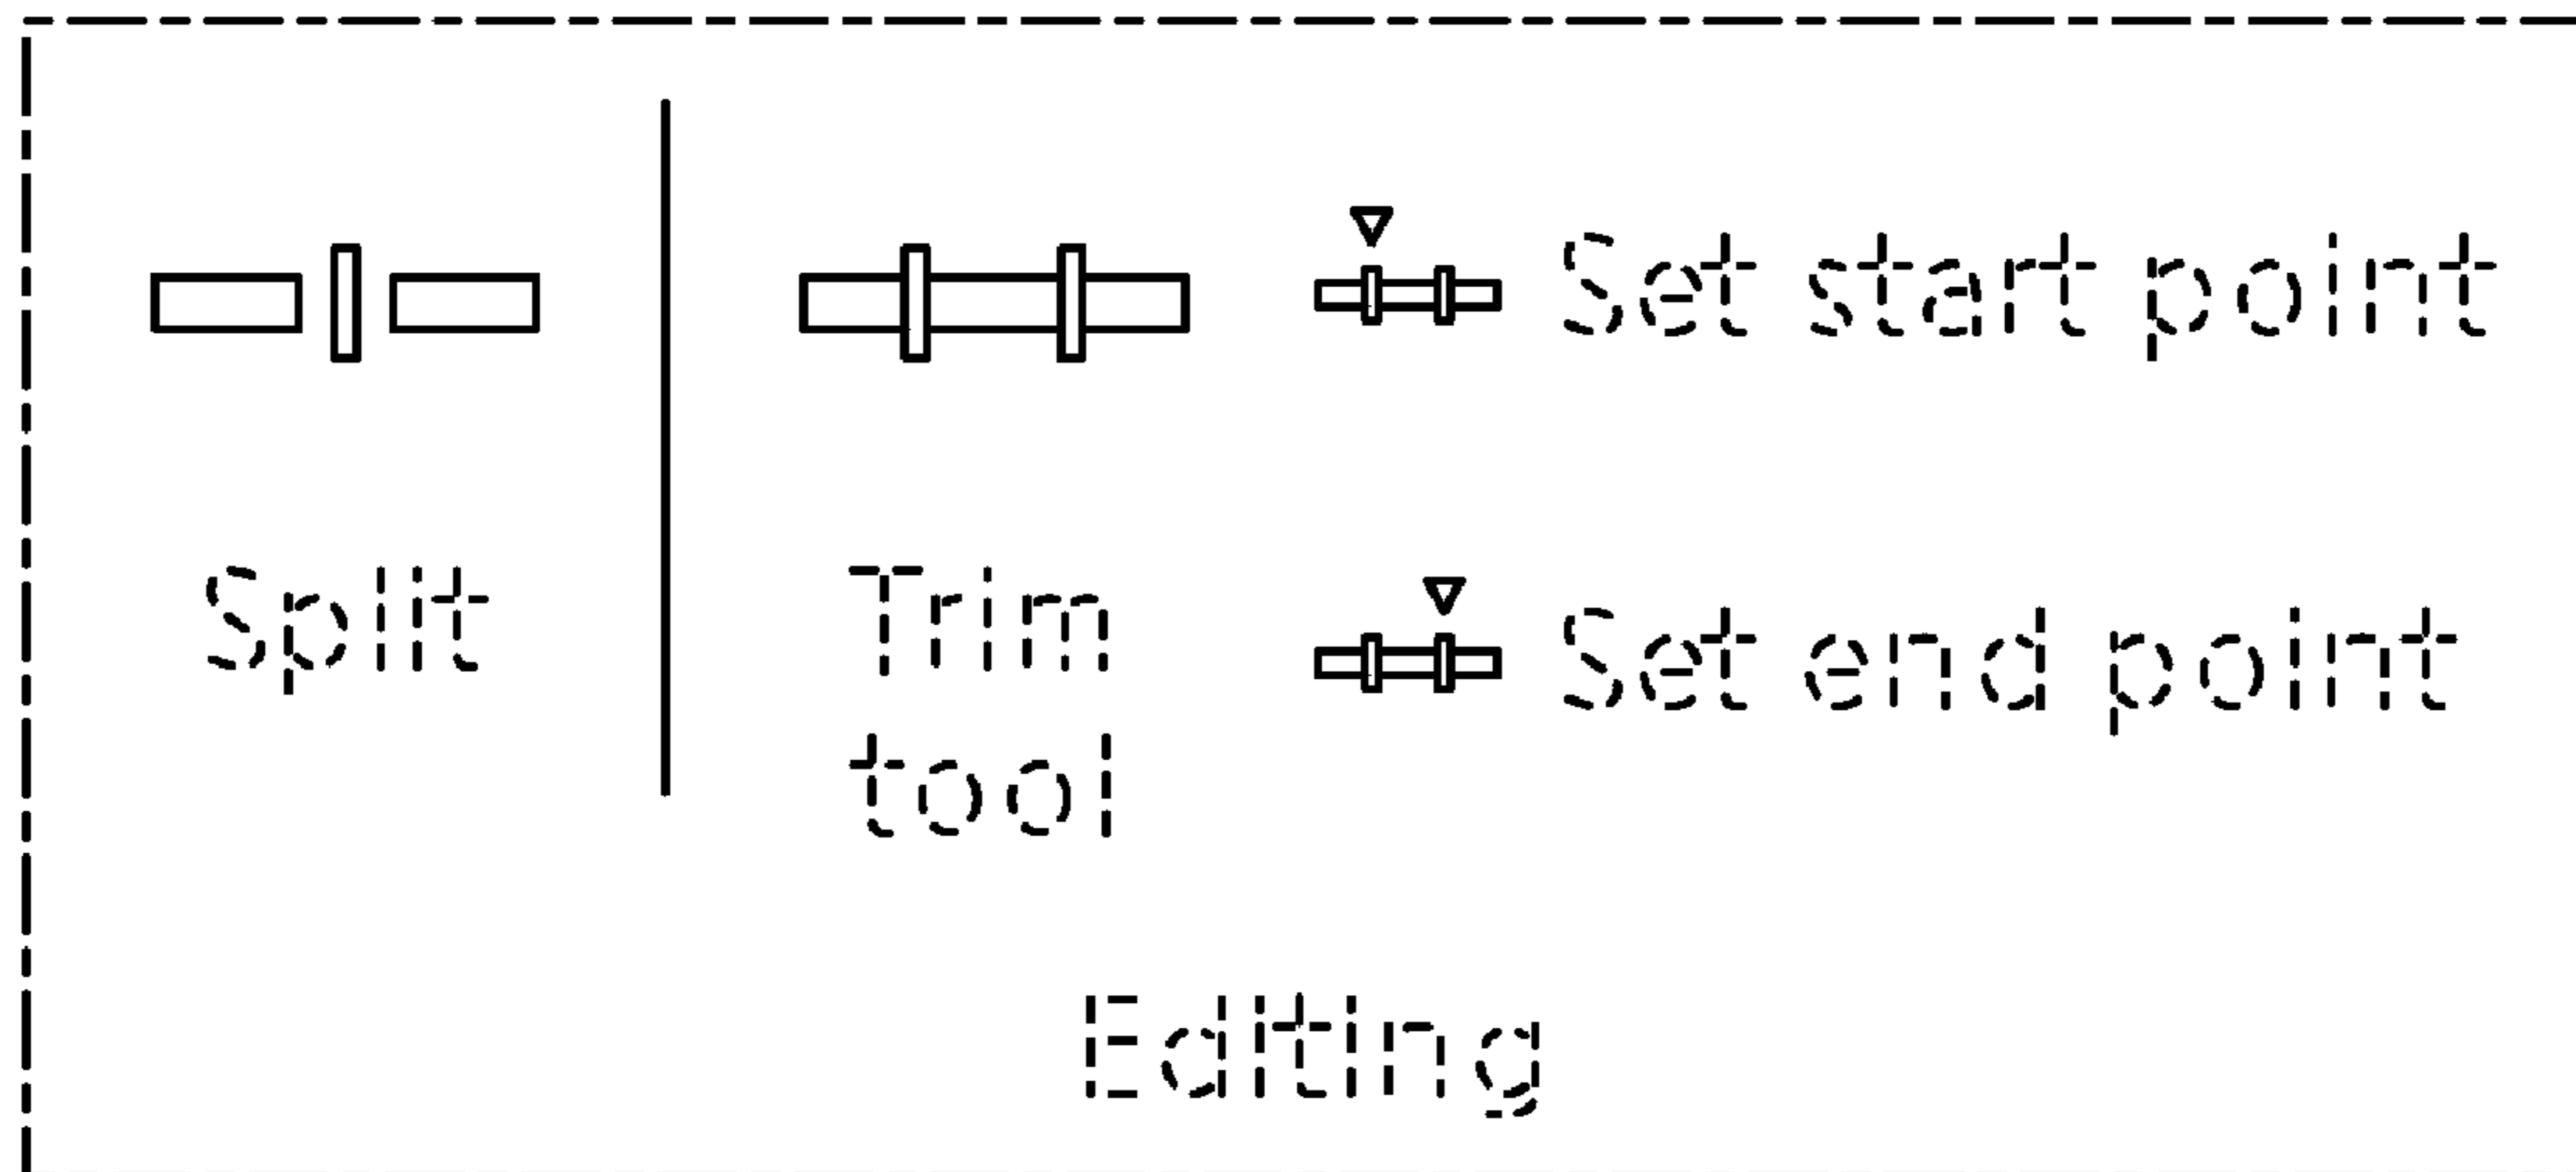 Set start point
Split
Trim
tool
Set end point
Editing